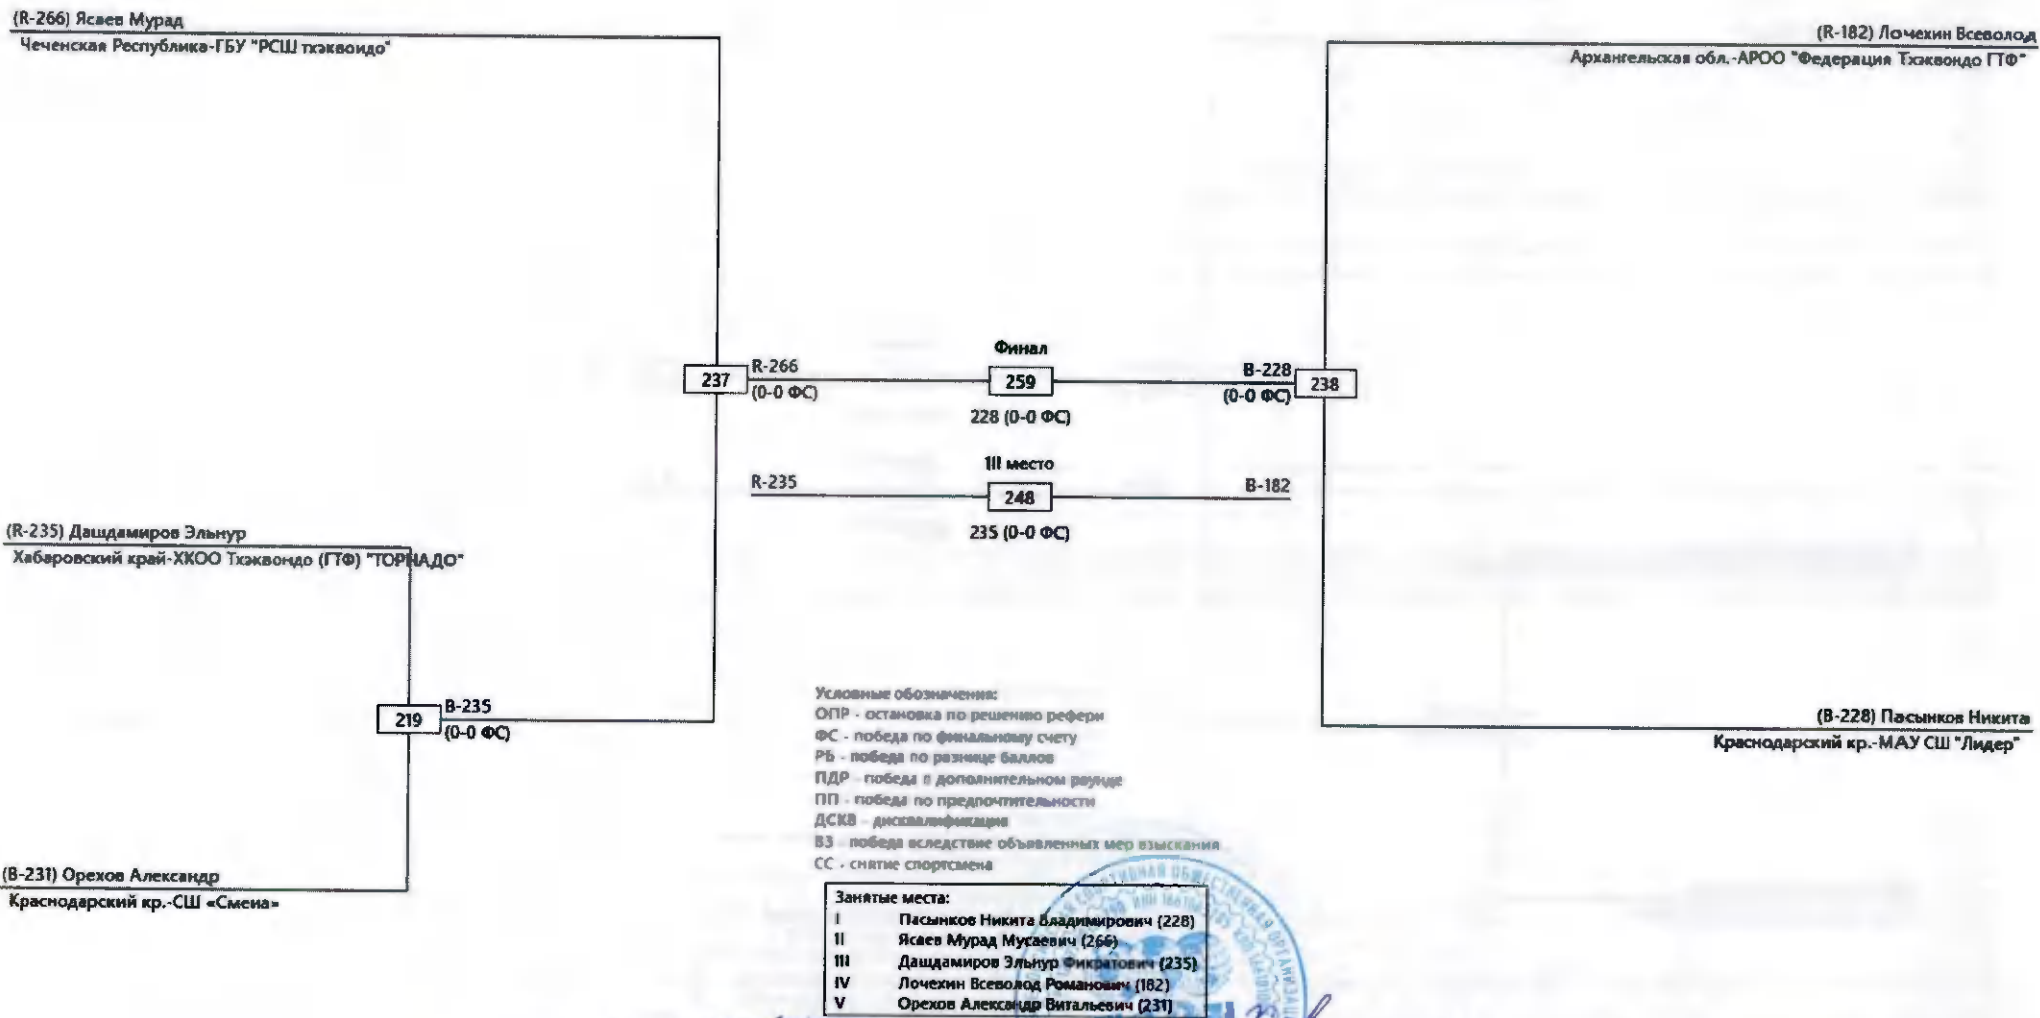 (R-266) Ясаев Мурад
Чеченская Республика-ГБУ "РСШ тхэквондо"
(R-182) Лочехин Всеволод
Архангельская обл.-АРОО "Федерация Тхэквондо ГТФ"
Финал
237
R-266
(0-0 ФС)
259
B-228
(0-0 ФС)
238
228 (0-0 ФС)
III место
R-235
248
B-182
235 (0-0 ФС)
(R-235) Дашдамиров Эльнур
Хабаровский край-ХКОО Тхэквондо (ГТФ) "ТОРНАДО"
219
B-235
(0-0 ФС)
(B-228) Пасынков Никита
Краснодарский кр.-МАУ СШ "Лидер"
(B-231) Орехов Александр
Краснодарский кр.-СШ «Смена»
Условные обозначения:
ОПР - остановка по решению рефери
ФС - победа по финальному счету
РБ - победа по разнице баллов
ПДР - победа в дополнительном раунде
ПП - победа по предпочтительности
ДСКВ - дисквалификация
ВЗ - победа вследствие объявленных мер взыскания
СС - снятие спортсмена
Занятые места:
I Пасынков Никита Владимирович (228)
II Ясаев Мурад Мусаевич (266)
III Дашдамиров Эльнур Фикратович (235)
IV Лочехин Всеволод Романович (182)
V Орехов Александр Витальевич (231)